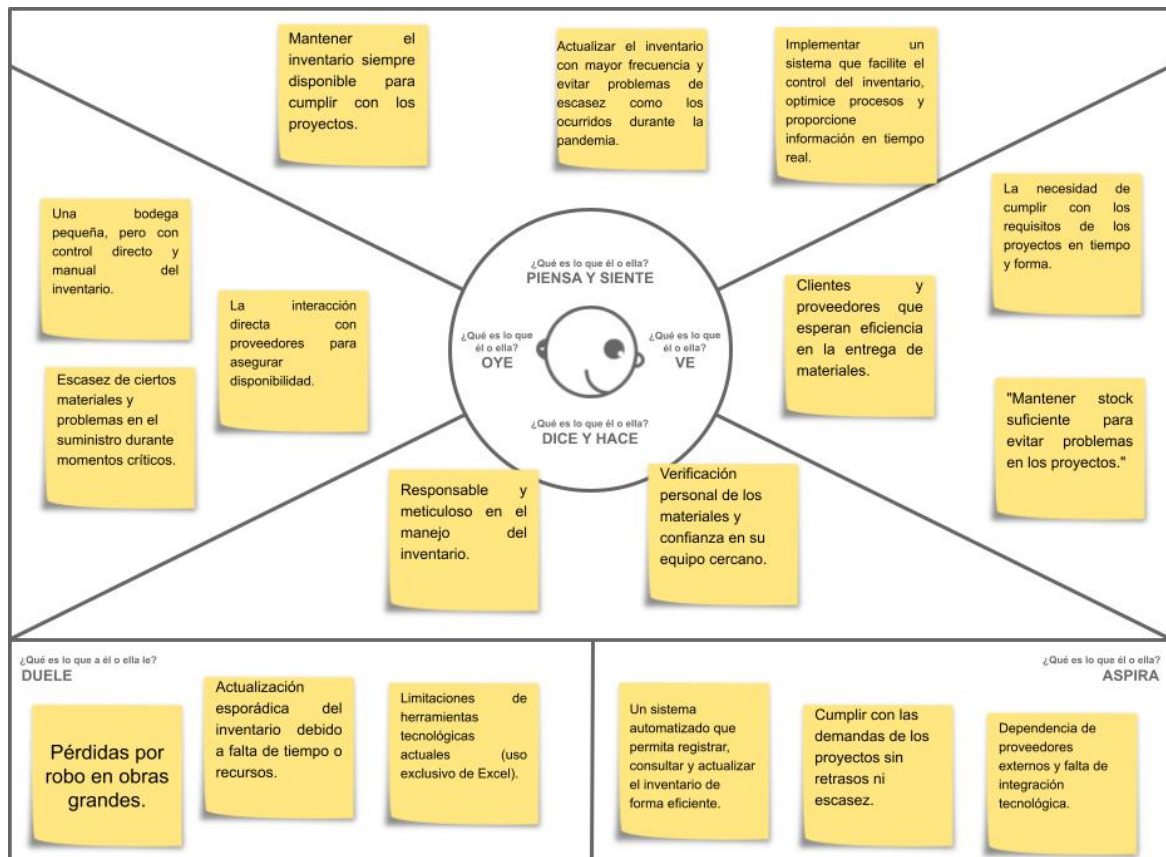 Mantener el
inventario siempre
disponible para
cumplir con los
proyectos.
Actualizar el inventario
con mayor frecuencia y
evitar problemas de
escasez como los
ocurridos durante la
pandemia.
Implementar un
sistema que facilite el
control del inventario,
optimice procesos y
proporcione
información en tiempo
real.
Una bodega
pequeña, pero con
control directo y
manual del
inventario.
La interacción
directa con
proveedores para
asegurar
disponibilidad.
Escasez de ciertos
materiales y
problemas en el
suministro durante
momentos críticos.
¿Qué es lo que él o ella?
PIENSA Y SIENTE
¿Qué es lo que
él o ella?
OYE
¿Qué es lo que
él o ella?
VE
¿Qué es lo que él o ella?
DICE Y HACE
La necesidad de
cumplir con los
requisitos de los
proyectos en tiempo
y forma.
Clientes y
proveedores que
esperan eficiencia
en la entrega de
materiales.
"Mantener stock
suficiente para
evitar problemas
en los proyectos."
Responsable y
meticuloso en el
manejo del
inventario.
Verificación
personal de los
materiales y
confianza en su
equipo cercano.
¿Qué es lo que a él o ella le?
DUELE
Pérdidas por
robo en obras
grandes.
Actualización
esporádica del
inventario debido
a falta de tiempo o
recursos.
Limitaciones de
herramientas
tecnológicas
actuales (uso
exclusivo de Excel).
¿Qué es lo que él o ella?
ASPIRA
Un sistema
automatizado que
permita registrar,
consultar y actualizar
el inventario de
forma eficiente.
Cumplir con las
demandas de los
proyectos sin
retrasos ni
escasez.
Dependencia de
proveedores
externos y falta de
integración
tecnológica.